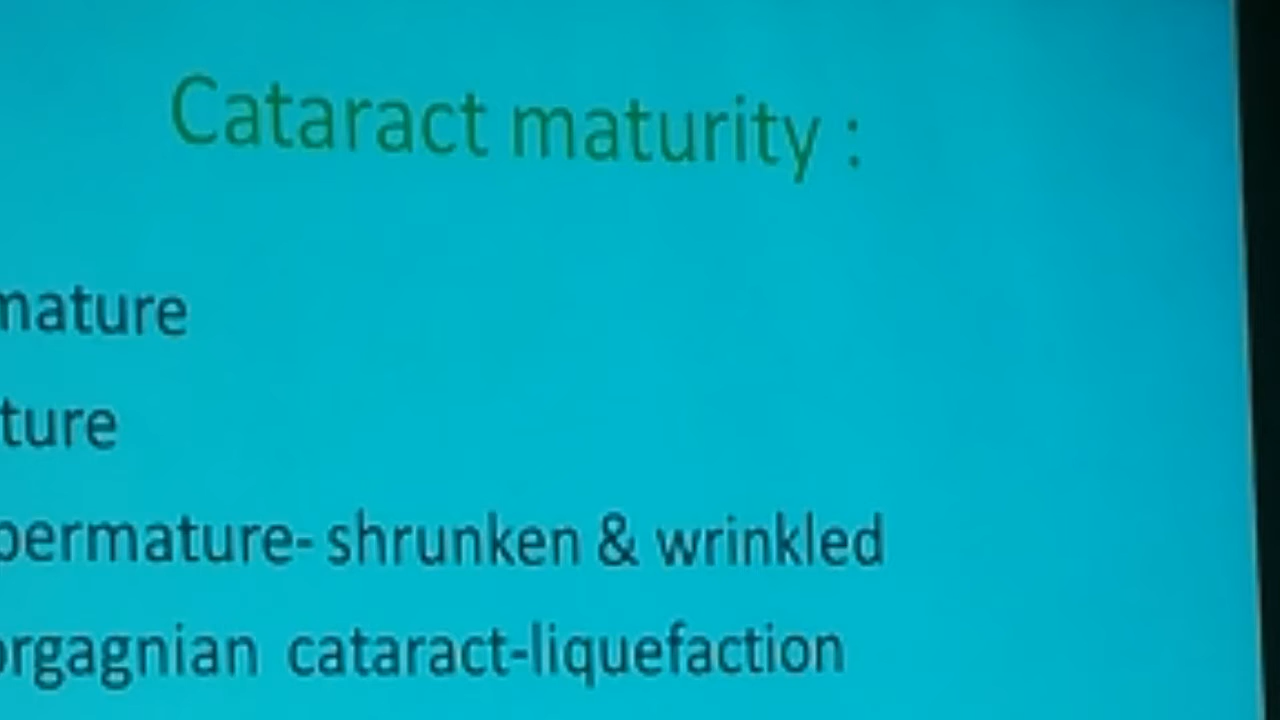 Cataract maturity :
mature
ture
permature- shrunken & wrinkled
orgagnian cataract-liquefaction